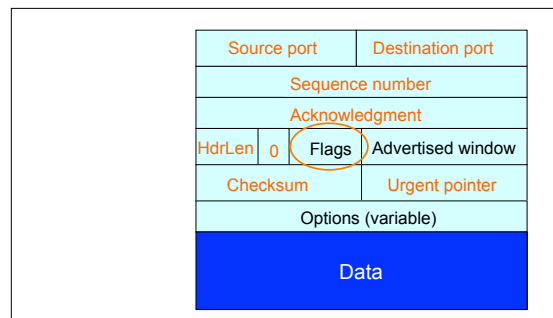 Source port Destination port
Sequence number
Acknowledgment
HdrLen 0 Flags Advertised window
Checksum Urgent pointer
Options (variable)
Data